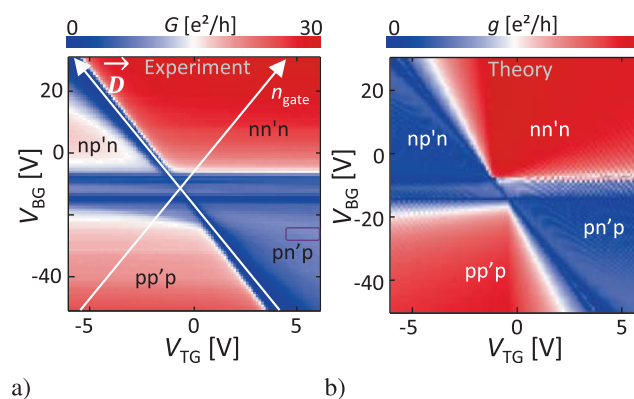 0 G [e²/h] 30
0 g [e²/h] 30
D
Experiment
n_gate
Theory
20
np'n
nn'n
0
V_BG [V]
-20
pn'p
-40
pp'p
-5 0 5
V_TG [V]
20
np'n
nn'n
0
V_BG [V]
-20
pn'p
-40
pp'p
-5 0 5
V_TG [V]
a)
b)